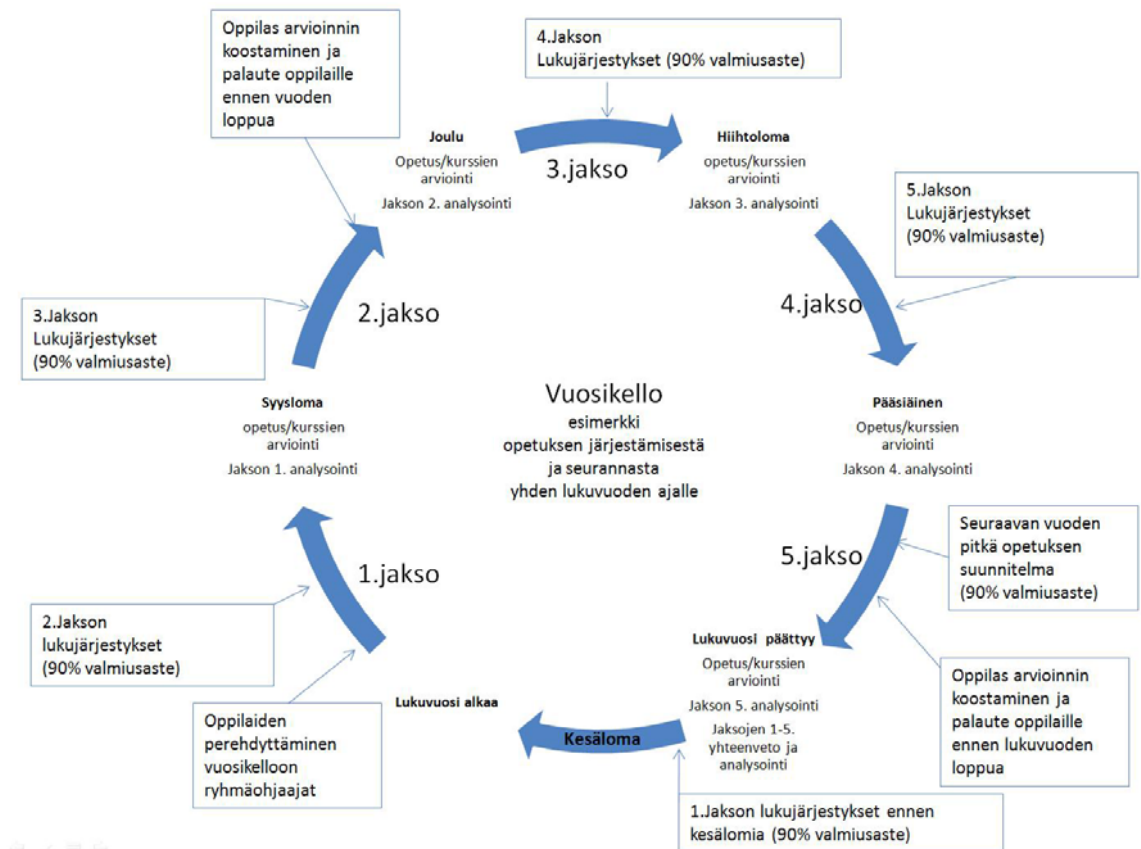 Oppilas arvioinnin
koostaminen ja
palaute oppilaille
ennen vuoden
loppua
4.Jakson
Lukujärjestykset (90% valmiusaste)
Joulu
Opetus/kurssien
arviointi
Jakson 2. analysointi
3.jakso
Hiihtoloma
opetus/kurssien
arviointi
Jakson 3. analysointi
5.Jakson
Lukujärjestykset
(90% valmiusaste)
3.Jakson
Lukujärjestykset
(90% valmiusaste)
2.jakso
4.jakso
Syysloma
opetus/kurssien
arviointi
Jakson 1. analysointi
Vuosikello
esimerkki
opetuksen järjestämisestä
ja seurannasta
yhden lukuvuoden ajalle
Pääsiäinen
Opetus/kurssien
arviointi
Jakson 4. analysointi
Seuraavan vuoden
pitkä opetuksen
suunnitelma
(90% valmiusaste)
1.jakso
5.jakso
2.Jakson
lukujärjestykset
(90% valmiusaste)
Lukuvuosi päättyy
Opetus/kurssien
arviointi
Jakson 5. analysointi
Jaksojen 1-5.
yhteenveto ja
analysointi
Oppilas arvioinnin
koostaminen ja
palaute oppilaille
ennen lukuvuoden
loppua
Lukuvuosi alkaa
Kesäloma
Oppilaiden
perehdyttäminen
vuosikelloon
ryhmäohjaajat
1.Jakson lukujärjestykset ennen
kesälomia (90% valmiusaste)